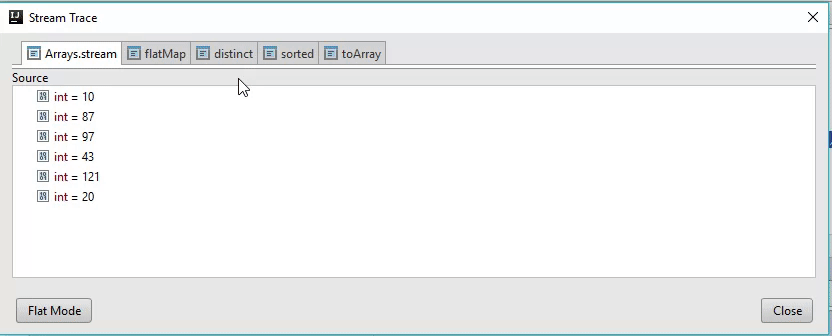 Stream Trace
Arrays.stream flatMap distinct sorted toArray
Source
int = 10
int = 87
int = 97
int = 43
int = 121
int = 20
Flat Mode Close